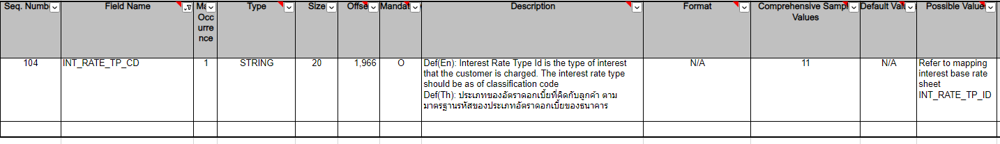 Seq. Numb
Field Name
Ma
Occ
urre
nce
Type
Size
Offse
Mandat
Description
Format
Comprehensive Sampl
Values
Default Valu
Possible Value
104
INT_RATE_TP_CD
1
STRING
20
1,966
O
Def(En): Interest Rate Type Id is the type of interest
that the customer is charged. The interest rate type
should be as of classification code
Def(Th): ประเภทของอัตราดอกเบี้ยที่คิดกับลูกค้า ตาม
มาตรฐานรหัสของประเภทอัตราดอกเบี้ยของธนาคาร
N/A
11
N/A
Refer to mapping
interest base rate
sheet
INT_RATE_TP_ID